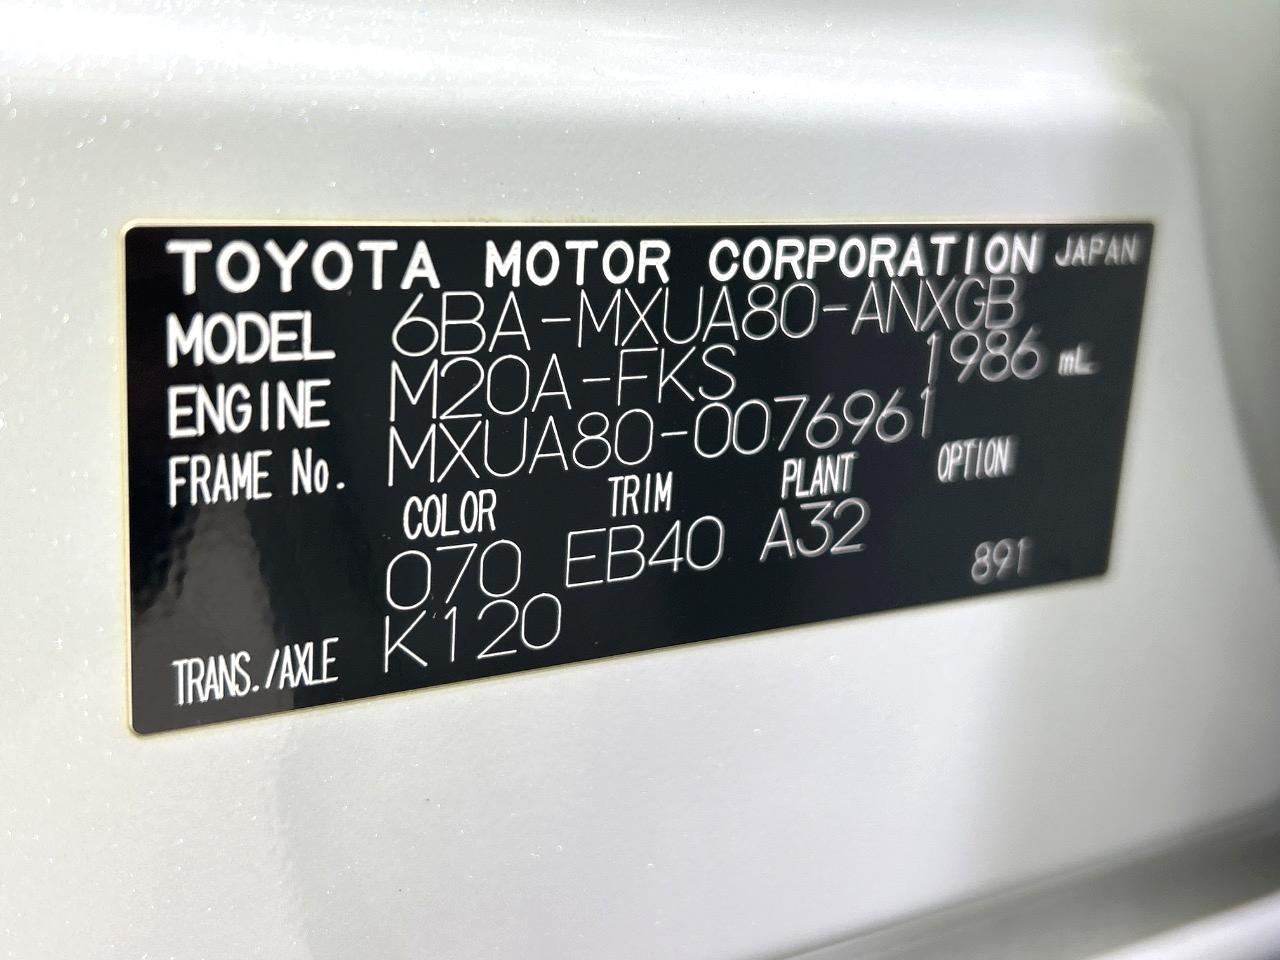 TOYOTA MOTOR CORPORATION JAPAN
MODEL 6BA-MXUA80-ANXGB
ENGINE M20A-FKS 1986 mL
FRAME No. MXUA80-0076961
COLOR TRIM PLANT OPTION
070 EB40 A32 891
TRANS./AXLE K120